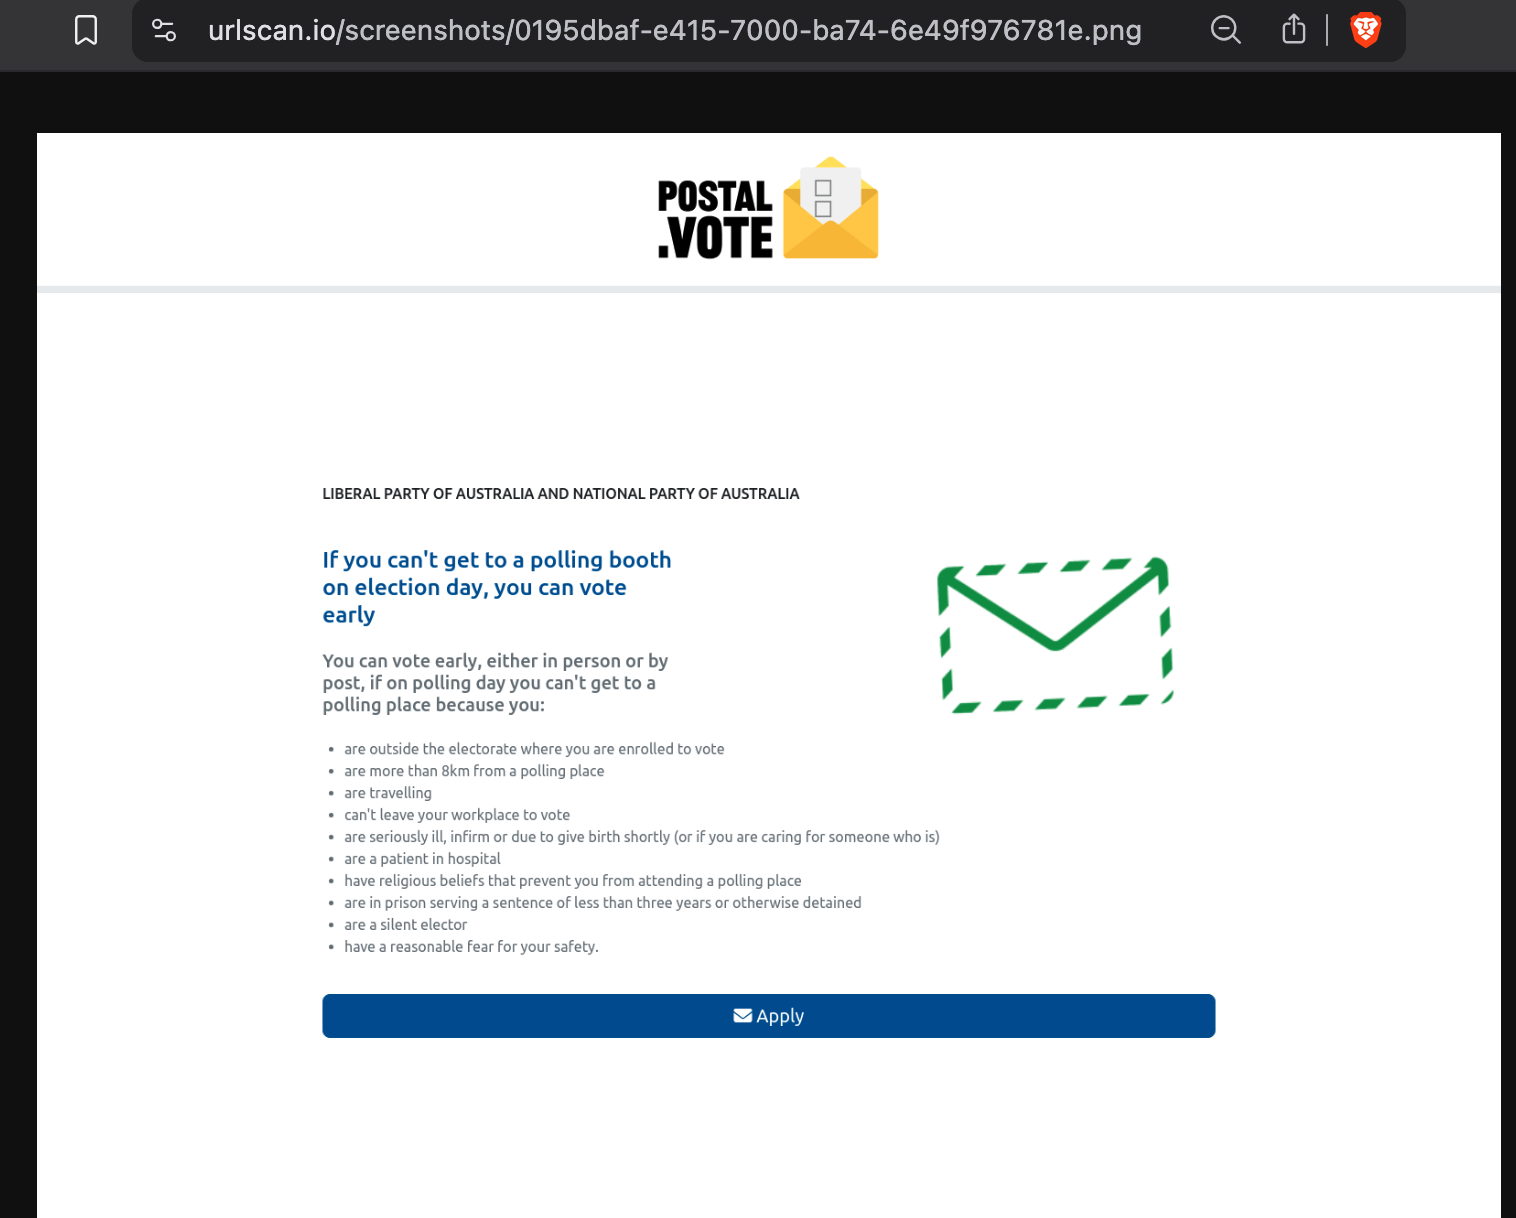 urlscan.io/screenshots/0195dbaf-e415-7000-ba74-6e49f976781e.png
POSTAL
.VOTE
LIBERAL PARTY OF AUSTRALIA AND NATIONAL PARTY OF AUSTRALIA
If you can't get to a polling booth
on election day, you can vote
early
You can vote early, either in person or by
post, if on polling day you can't get to a
polling place because you:
• are outside the electorate where you are enrolled to vote
• are more than 8km from a polling place
• are travelling
• can't leave your workplace to vote
• are seriously ill, infirm or due to give birth shortly (or if you are caring for someone who is)
• are a patient in hospital
• have religious beliefs that prevent you from attending a polling place
• are in prison serving a sentence of less than three years or otherwise detained
• are a silent elector
• have a reasonable fear for your safety.
Apply